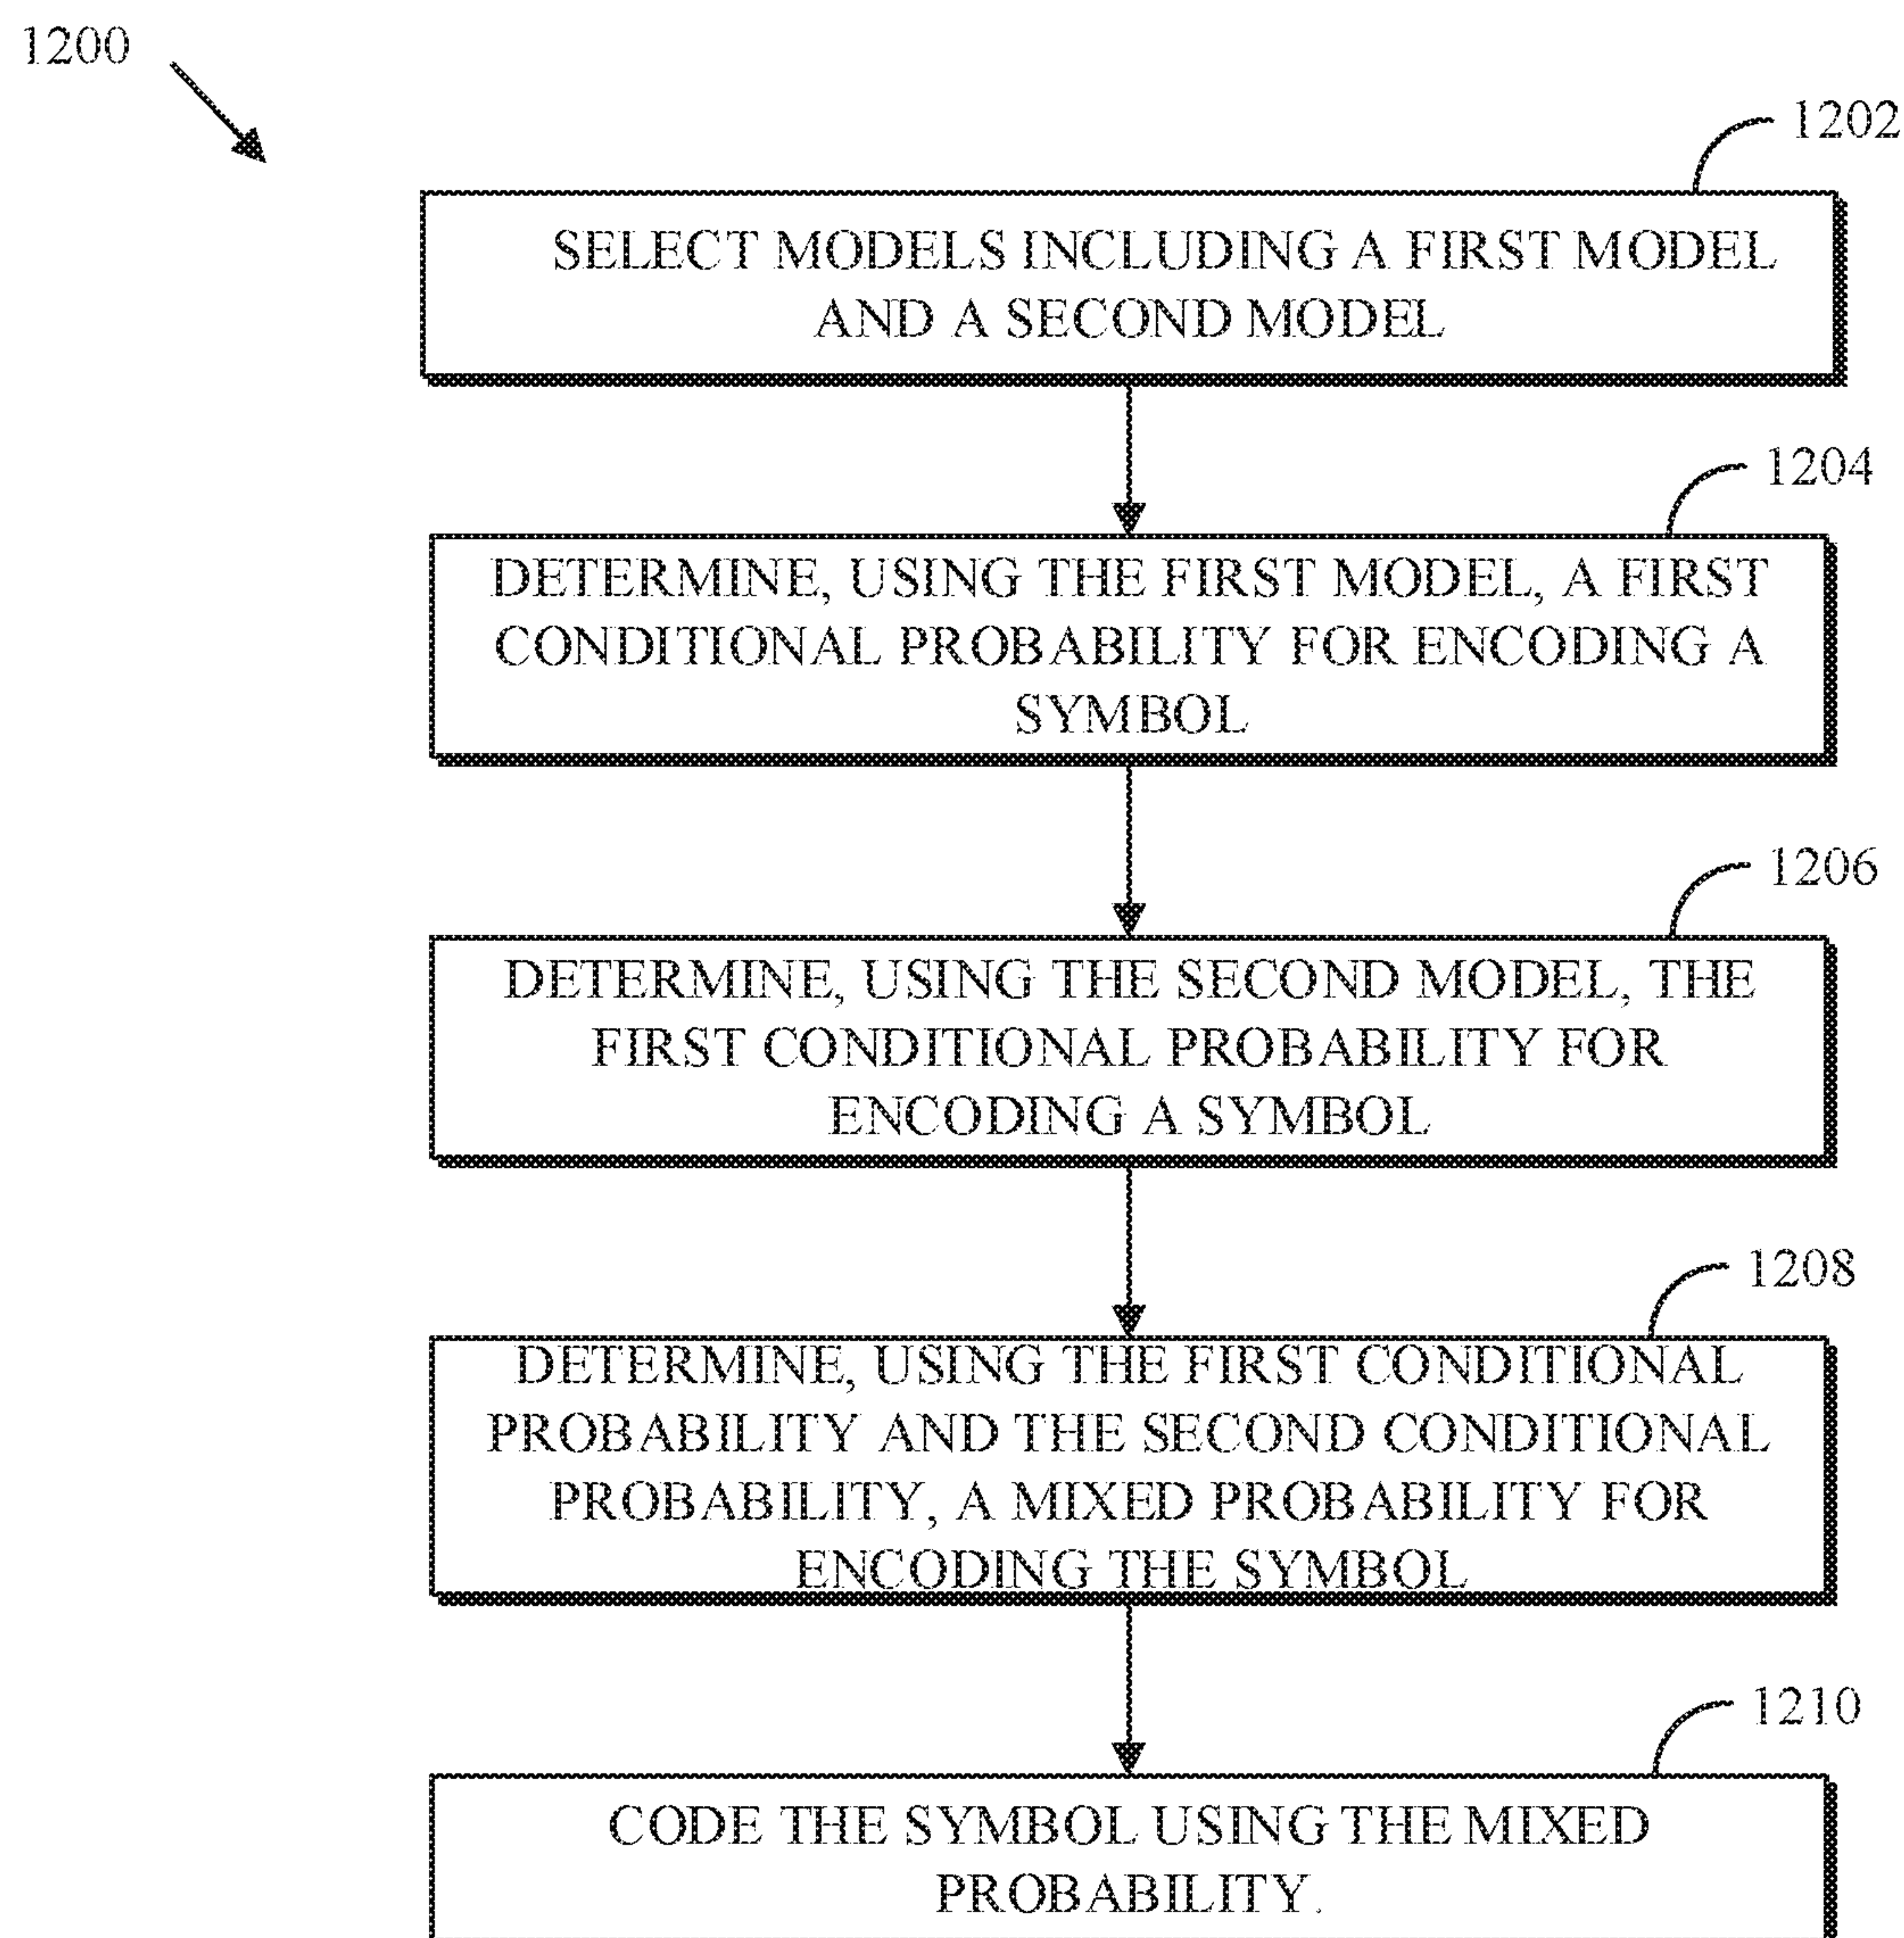 1200
1202
SELECT MODELS INCLUDING A FIRST MODEL
AND A SECOND MODEL
1204
DETERMINE, USING THE FIRST MODEL, A FIRST
CONDITIONAL PROBABILITY FOR ENCODING A
SYMBOL
1206
DETERMINE, USING THE SECOND MODEL, THE
FIRST CONDITIONAL PROBABILITY FOR
ENCODING A SYMBOL
1208
DETERMINE, USING THE FIRST CONDITIONAL
PROBABILITY AND THE SECOND CONDITIONAL
PROBABILITY, A MIXED PROBABILITY FOR
ENCODING THE SYMBOL
1210
CODE THE SYMBOL USING THE MIXED
PROBABILITY.